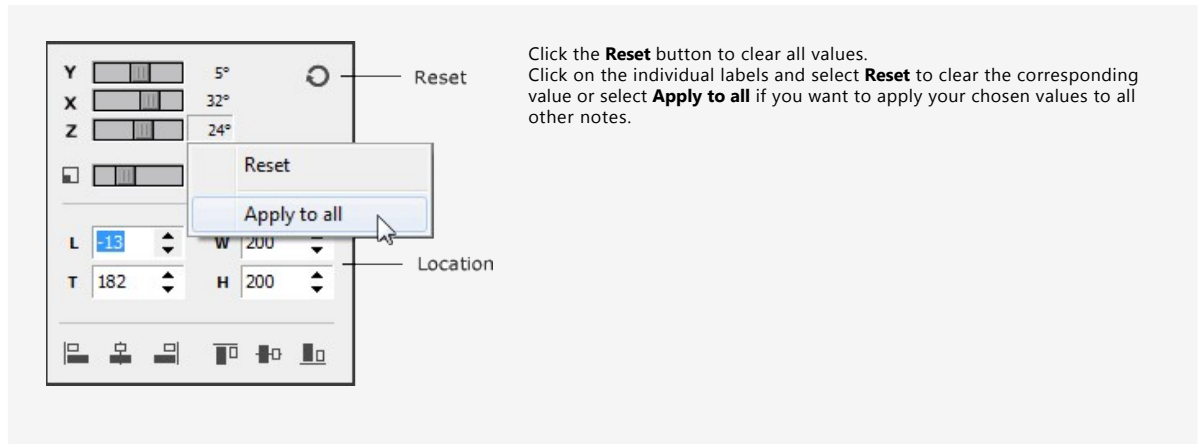 Y 5° Reset
X 32°
Z 24°
Reset
Apply to all
L -13 W 200
Location
T 182 H 200
Click the Reset button to clear all values.
Click on the individual labels and select Reset to clear the corresponding
value or select Apply to all if you want to apply your chosen values to all
other notes.